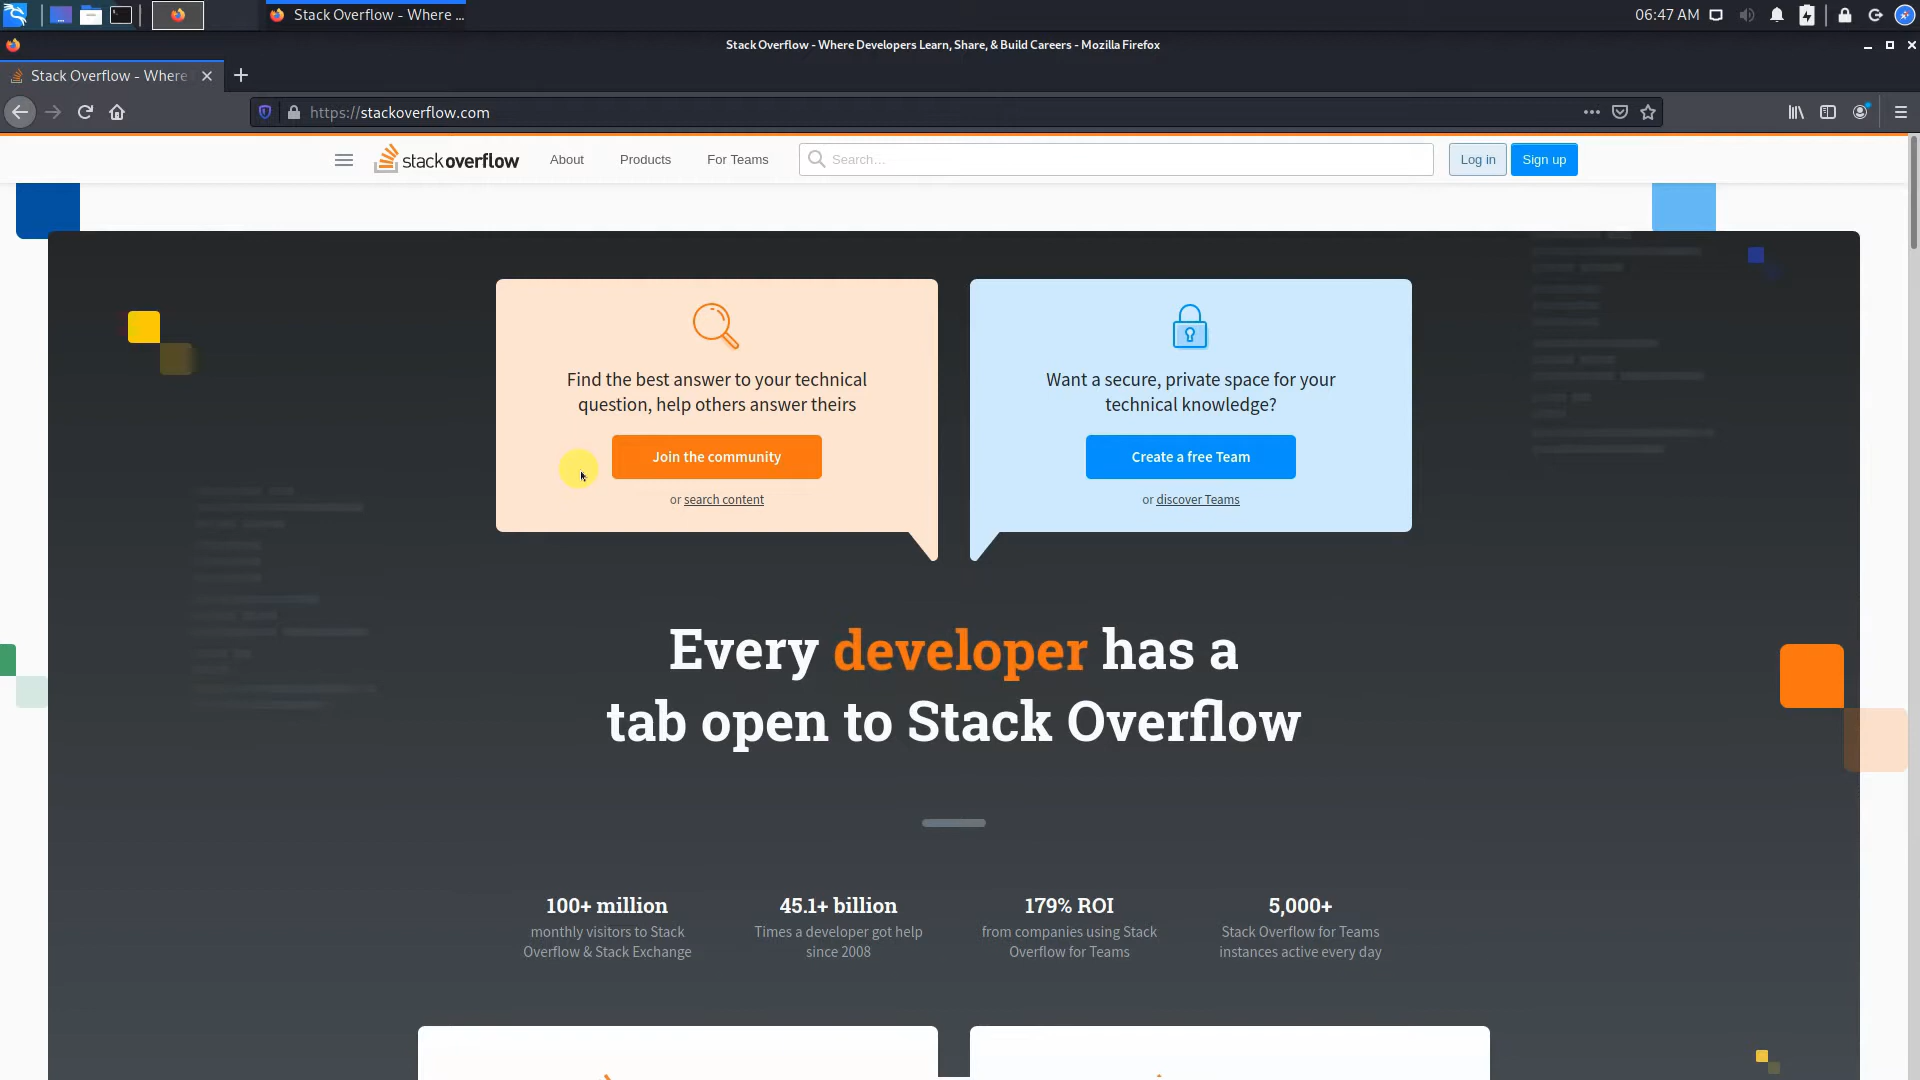 Stack Overflow - Where ...
06:47 AM
Stack Overflow - Where Developers Learn, Share, & Build Careers - Mozilla Firefox
Stack Overflow - Where
https://stackoverflow.com
stackoverflow
About
Products
For Teams
Search...
Log in
Sign up
Find the best answer to your technical
question, help others answer theirs
Join the community
or search content
Want a secure, private space for your
technical knowledge?
Create a free Team
or discover Teams
Every developer has a
tab open to Stack Overflow
100+ million
monthly visitors to Stack
Overflow & Stack Exchange
45.1+ billion
Times a developer got help
since 2008
179% ROI
from companies using Stack
Overflow for Teams
5,000+
Stack Overflow for Teams
instances active every day